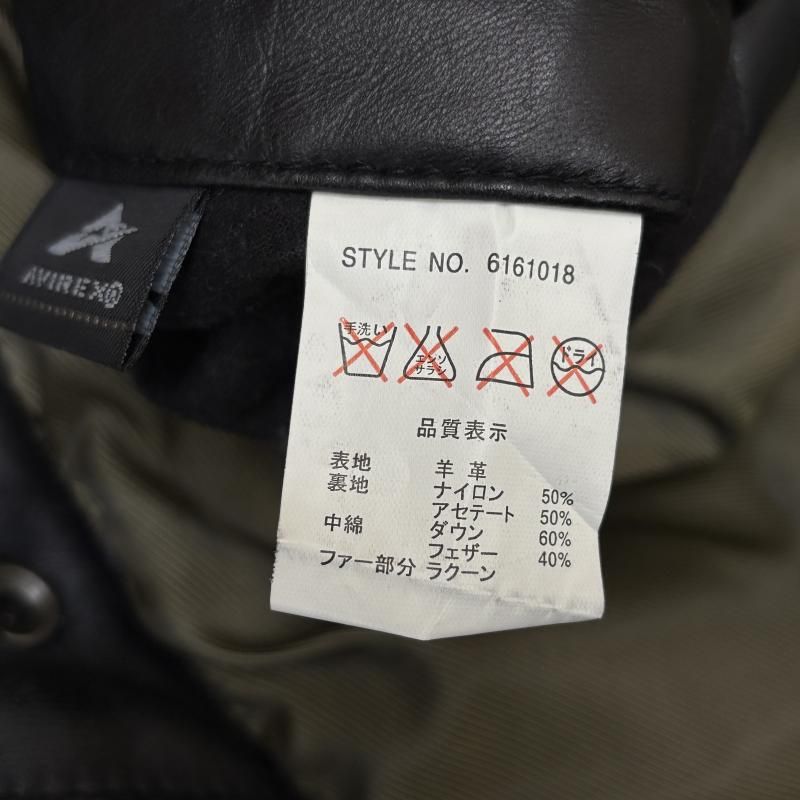 AVIREX
STYLE NO. 6161018
手洗い
エンソ
サラシ
ドライ
品質表示
表地 羊革
裏地 ナイロン 50%
アセテート 50%
中綿 ダウン 60%
フェザー 40%
ファー部分 ラクーン